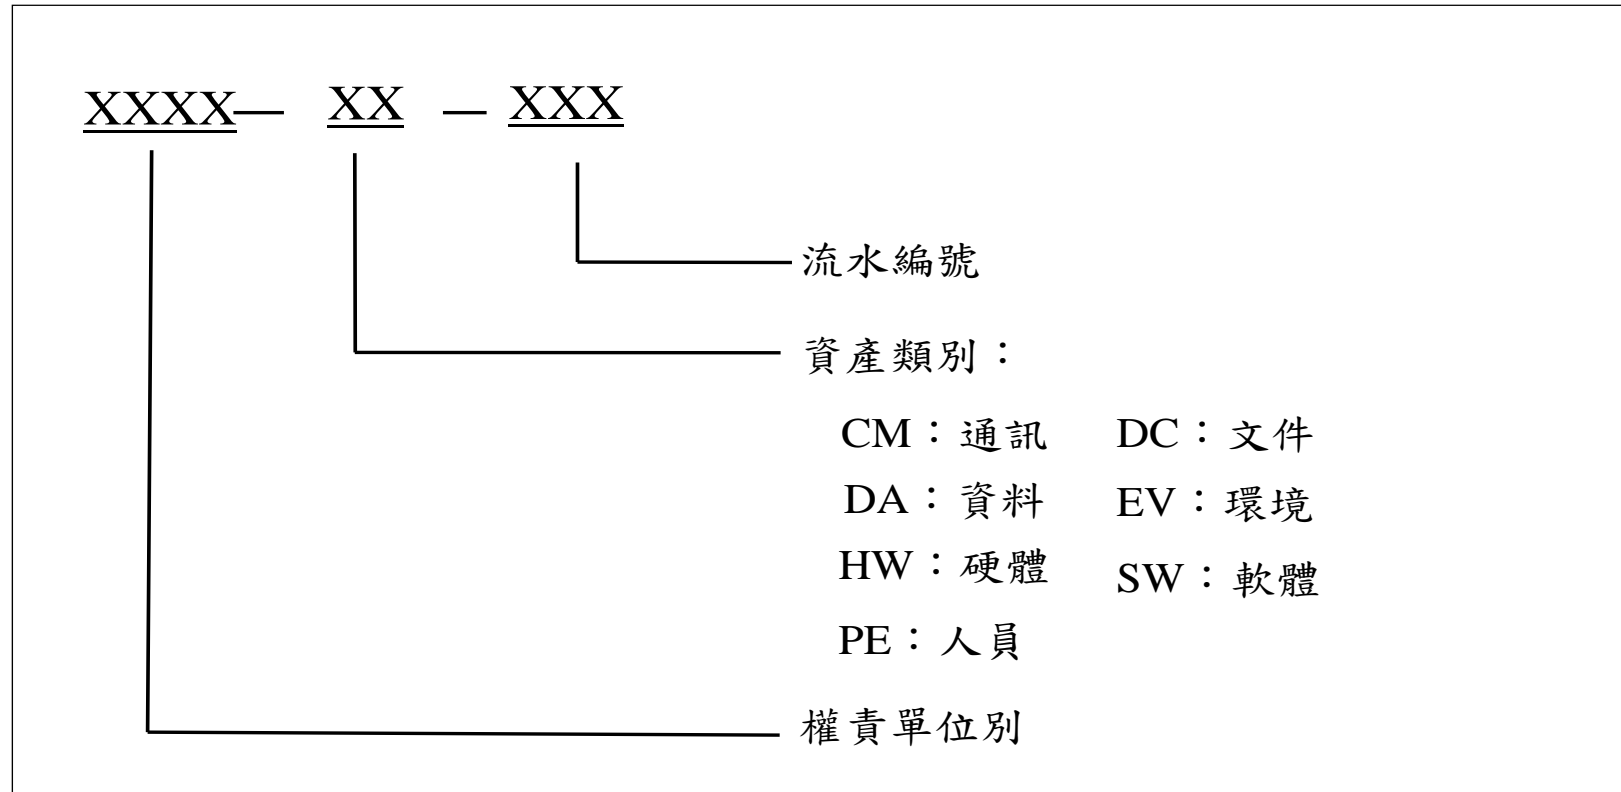 XXXX— XX — XXX
流水編號
資產類別：
CM：通訊 DC：文件
DA：資料 EV：環境
HW：硬體 SW：軟體
PE：人員
權責單位別